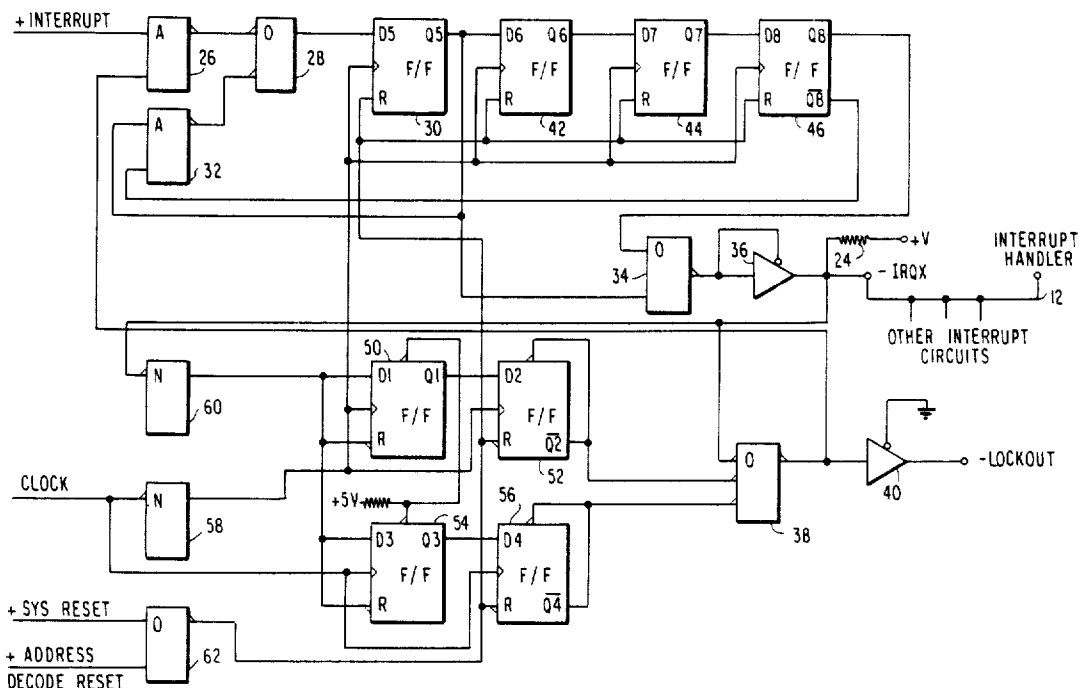 + INTERRUPT
A
26
O
28
D5 Q5
F/F
R
30
D6 Q6
F/F
R
42
D7 Q7
F/F
R
44
D8 Q8
F/F
R Q8
46
A
32
O
34
36
24
+V
-IRQX
INTERRUPT
HANDLER
12
OTHER INTERRUPT
CIRCUITS
N
60
50
D1 Q1
F/F
R
D2
F/F
R Q2
52
O
38
40
-LOCKOUT
CLOCK
N
58
+5V
54
D3 Q3
F/F
R
56
D4
F/F
R Q4
+ SYS RESET
O
62
+ ADDRESS
DECODE RESET